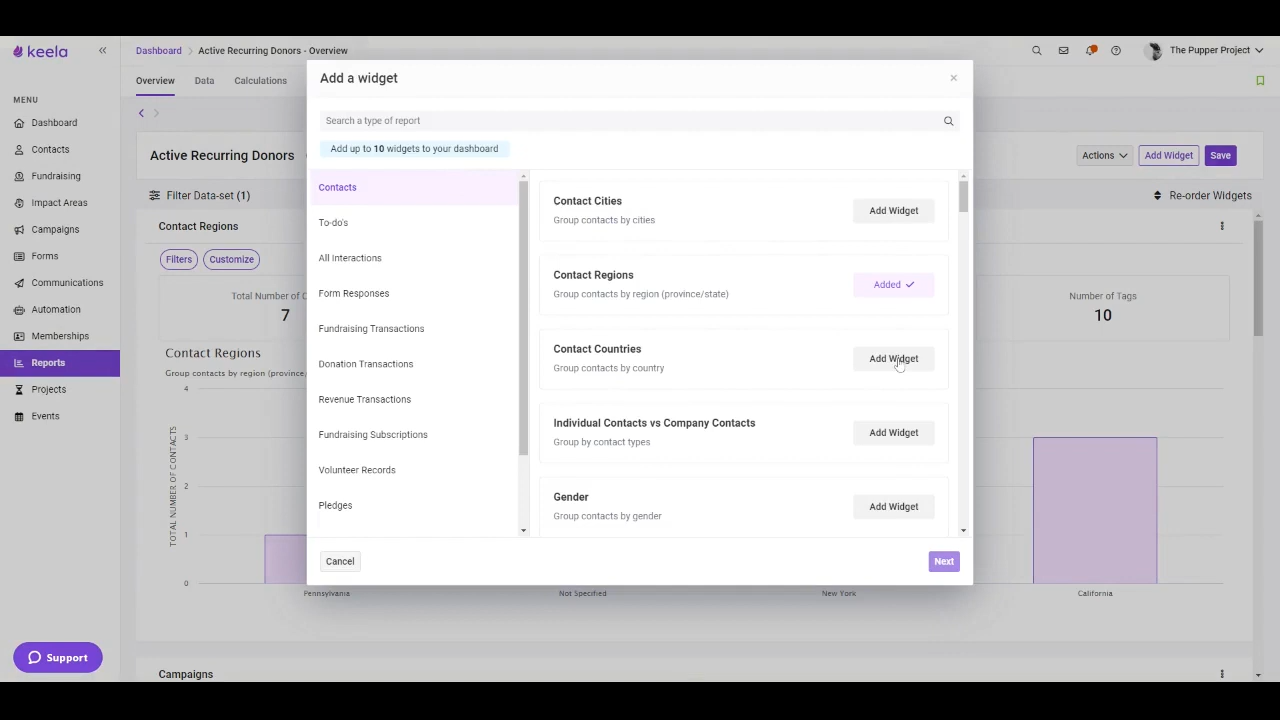 keela
Dashboard
Active Recurring Donors - Overview
The Pupper Project
Overview
Data
Calculations
MENU
Dashboard
Contacts
Fundraising
Impact Areas
Campaigns
Forms
Communications
Automation
Memberships
Reports
Projects
Events
Support
Active Recurring Donors
Actions
Add Widget
Save
Filter Data-set (1)
Re-order Widgets
Contact Regions
Filters
Customize
Total Number of C
7
Number of Tags
10
Contact Regions
Group contacts by region (province/
TOTAL NUMBER OF CONTACTS
4
3
2
1
0
Pennsylvania
Not Specified
New York
California
Campaigns
Add a widget
Search a type of report
Add up to 10 widgets to your dashboard
Contacts
To-do's
All Interactions
Form Responses
Fundraising Transactions
Donation Transactions
Revenue Transactions
Fundraising Subscriptions
Volunteer Records
Pledges
Contact Cities
Group contacts by cities
Add Widget
Contact Regions
Group contacts by region (province/state)
Added
Contact Countries
Group contacts by country
Add Widget
Individual Contacts vs Company Contacts
Group by contact types
Add Widget
Gender
Group contacts by gender
Add Widget
Cancel
Next